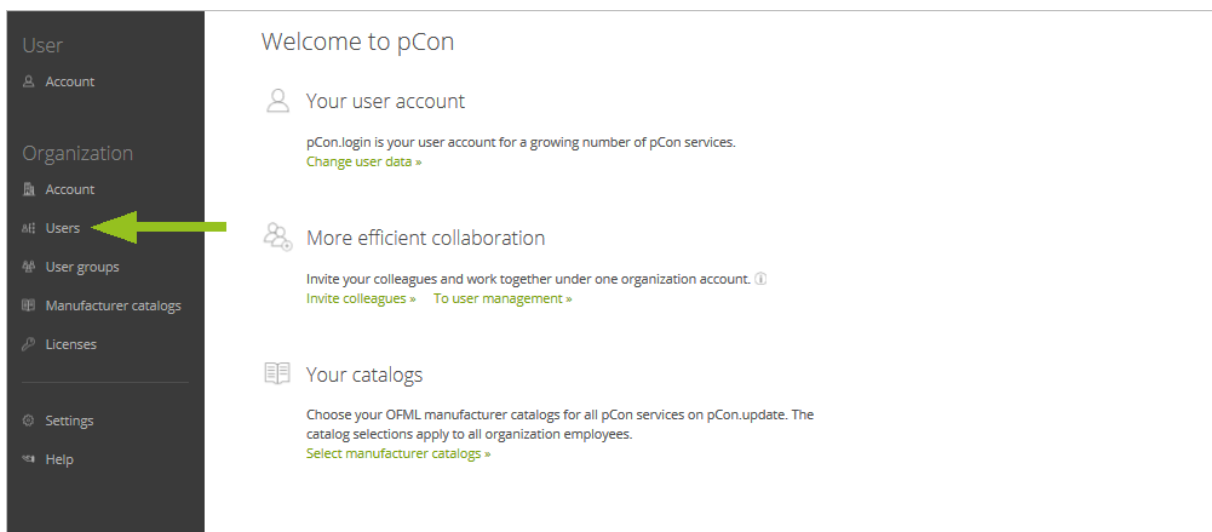 User
Account
Organization
Account
Users
User groups
Manufacturer catalogs
Licenses
Settings
Help
Welcome to pCon
Your user account
pCon.login is your user account for a growing number of pCon services.
Change user data »
More efficient collaboration
Invite your colleagues and work together under one organization account.
Invite colleagues » To user management »
Your catalogs
Choose your OFML manufacturer catalogs for all pCon services on pCon.update. The
catalog selections apply to all organization employees.
Select manufacturer catalogs »